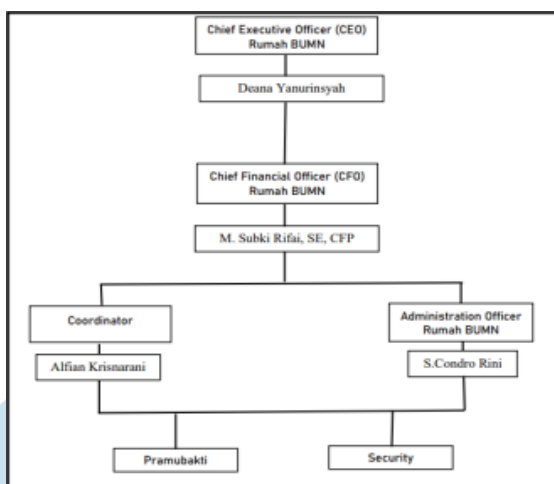 Chief Executive Officer (CEO)
Rumah BUMN
Deana Yanurinsyah
Chief Financial Officer (CFO)
Rumah BUMN
M. Subki Rifai, SE, CFP
Coordinator
Alfian Krisnarani
Administration Officer
Rumah BUMN
S.Condro Rini
Pramubakti
Security